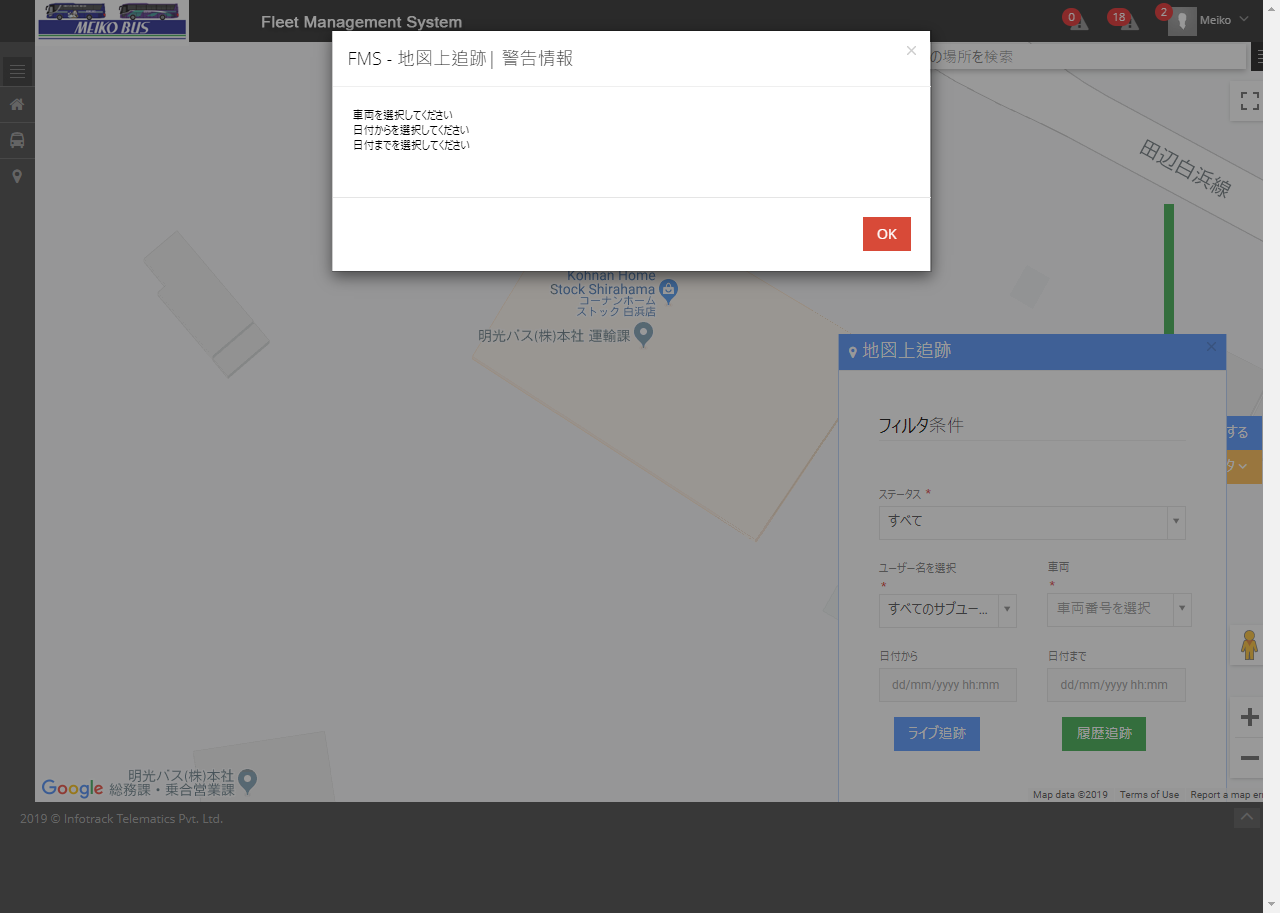 MEIKO BUS
Fleet Management System
0
18
2
Meiko
FMS - 地図上追跡| 警告情報
×
の場所を検索
車両を選択してください
日付からを選択してください
日付までを選択してください
OK
田辺白浜線
Kohnan Home
Stock Shirahama
コーナンホーム
ストック 白浜店
明光バス(株)本社 運輸課
地図上追跡
×
フィルタ条件
する
タ
ステータス *
すべて
ユーザー名を選択
*
車両
*
すべてのサブユー...
車両番号を選択
日付から
日付まで
dd/mm/yyyy hh:mm
dd/mm/yyyy hh:mm
ライブ追跡
履歴追跡
明光バス(株)本社
総務課・乗合営業課
Google
Map data ©2019
Terms of Use
Report a map er
2019 © Infotrack Telematics Pvt. Ltd.